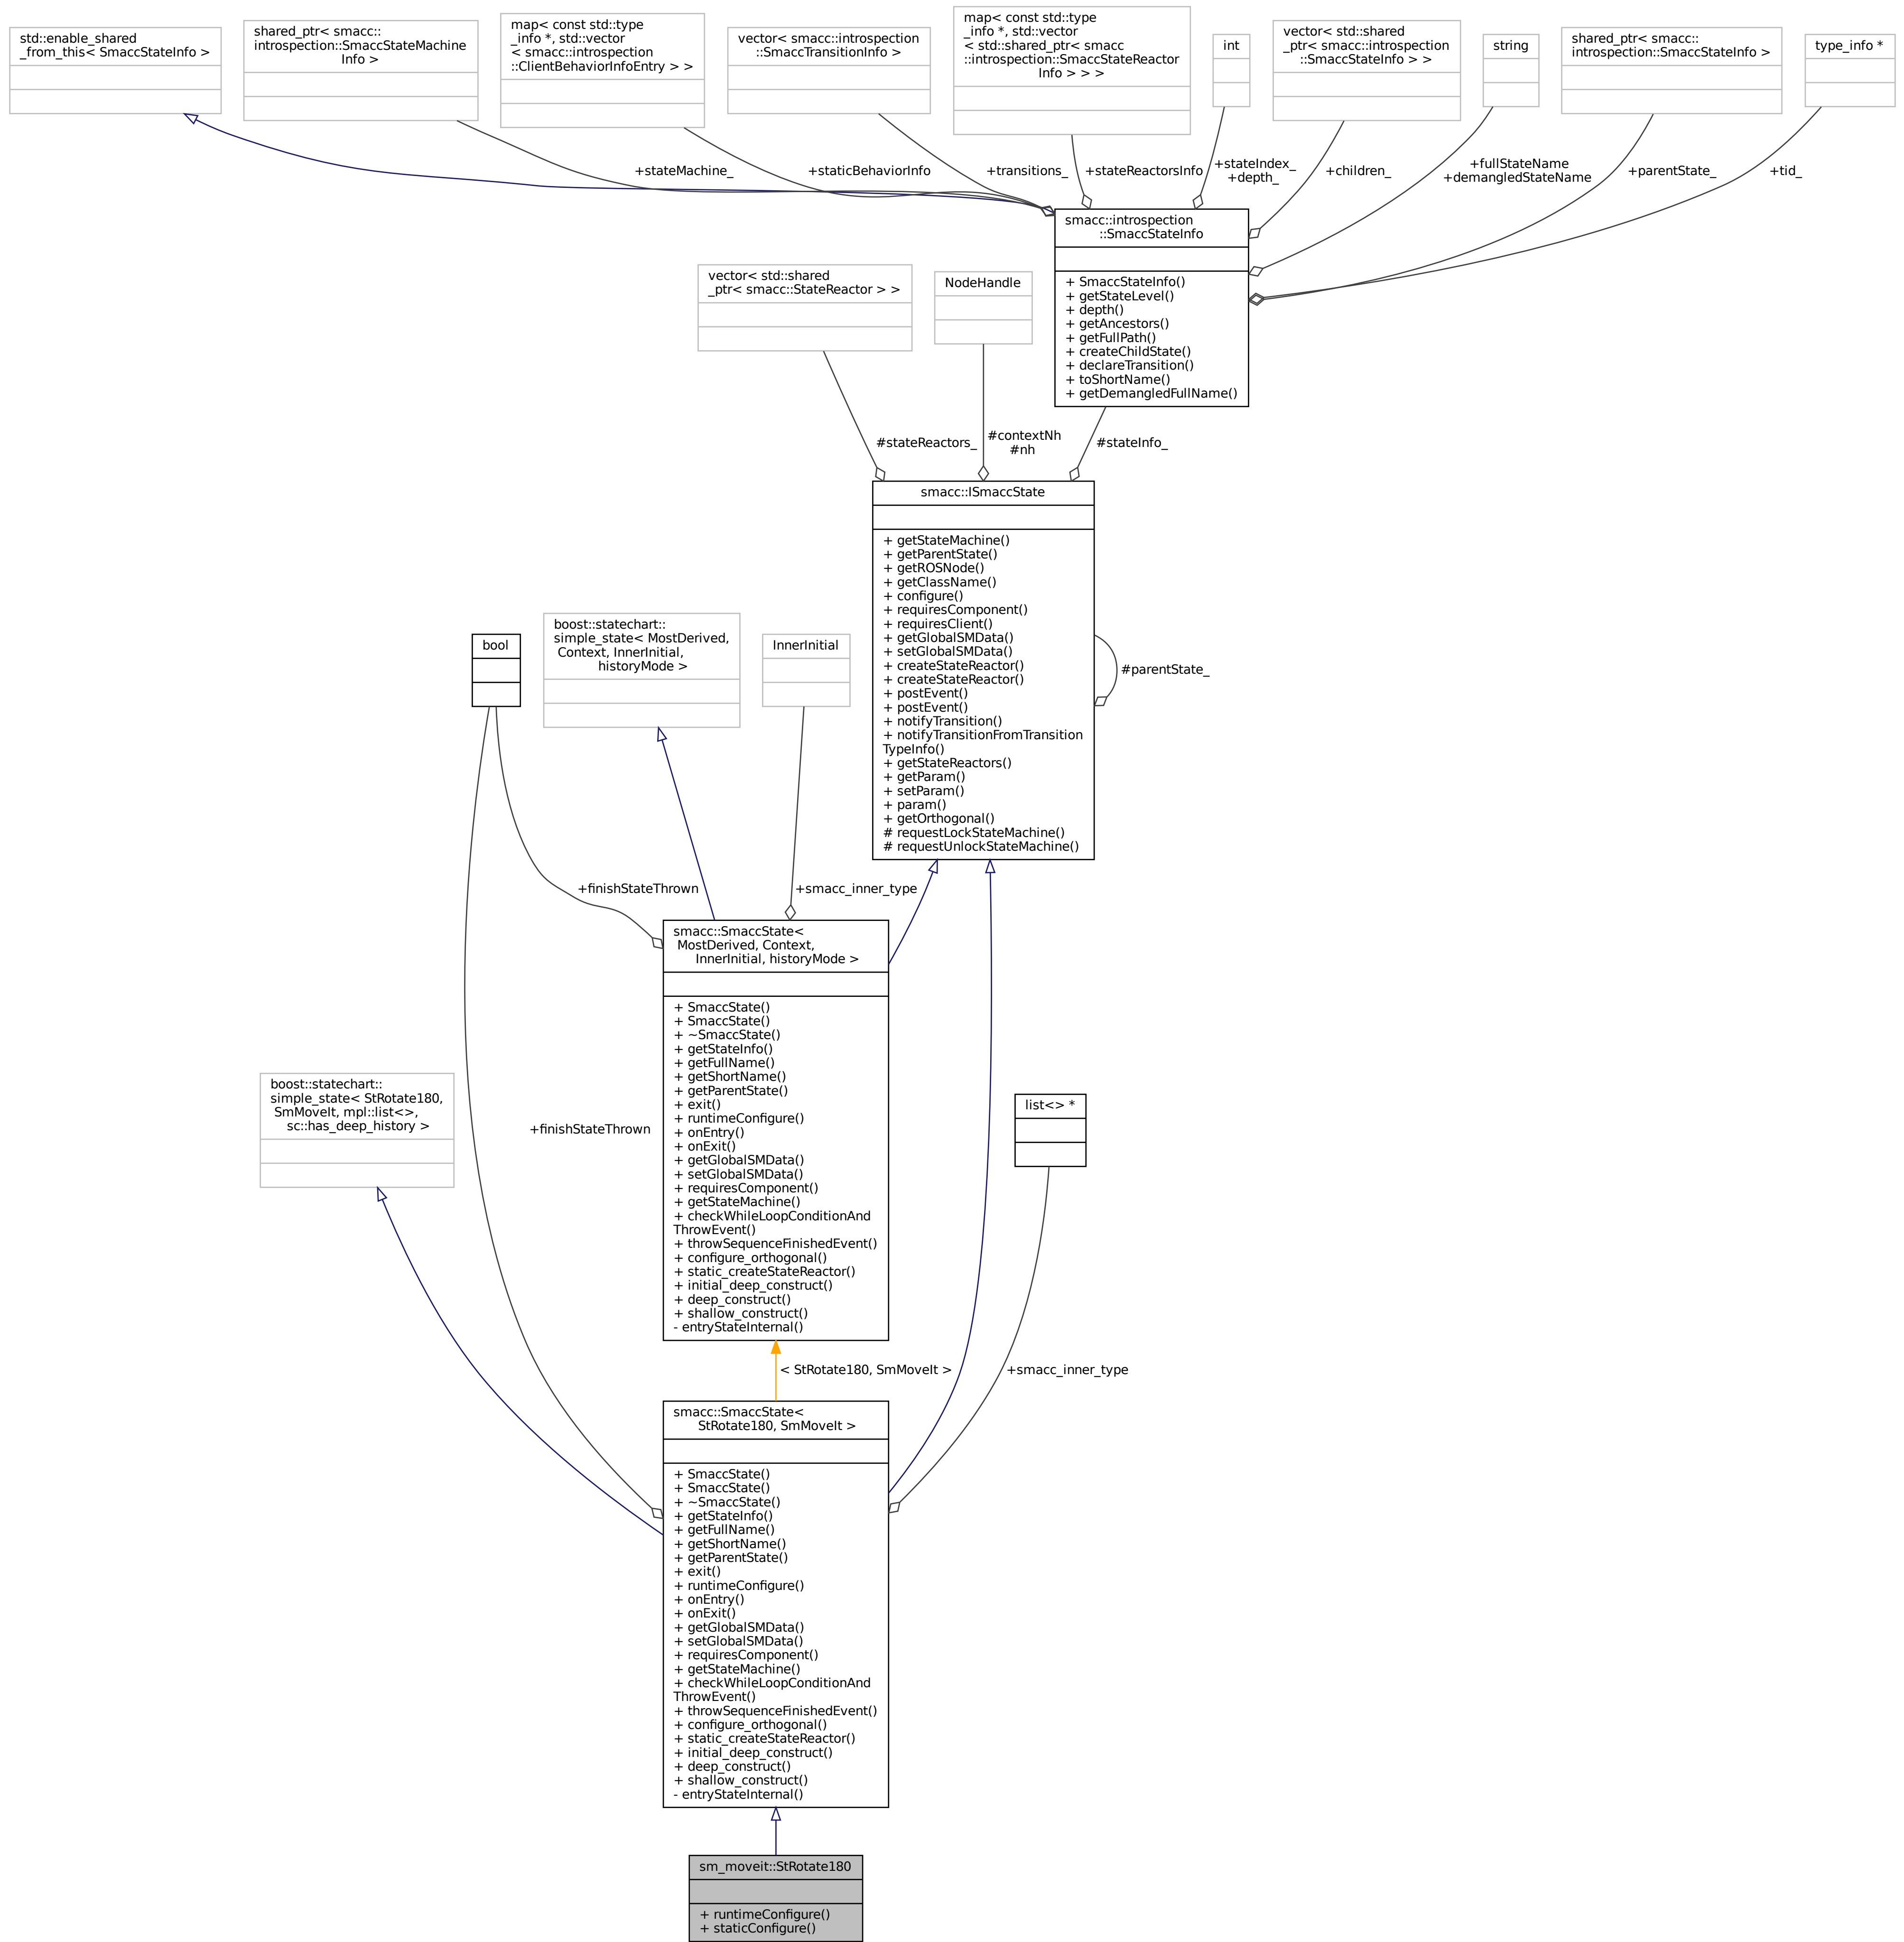 std::enable_shared
_from_this< SmaccStateInfo >
shared_ptr< smacc::
introspection::SmaccStateMachine
Info >
map< const std::type
_info *, std::vector
< smacc::introspection
::ClientBehaviorInfoEntry > >
vector< smacc::introspection
::SmaccTransitionInfo >
map< const std::type
_info *, std::vector
< std::shared_ptr< smacc
::introspection::SmaccStateReactor
Info > > >
int
vector< std::shared
_ptr< smacc::introspection
::SmaccStateInfo > >
string
shared_ptr< smacc::
introspection::SmaccStateInfo >
type_info *
+stateMachine_
+staticBehaviorInfo
+transitions_
+stateReactorsInfo
+stateIndex_
+depth_
+children_
+fullStateName
+demangledStateName
+parentState_
+tid_
smacc::introspection
::SmaccStateInfo
+ SmaccStateInfo()
+ getStateLevel()
+ depth()
+ getAncestors()
+ getFullPath()
+ createChildState()
+ declareTransition()
+ toShortName()
+ getDemangledFullName()
vector< std::shared
_ptr< smacc::StateReactor > >
NodeHandle
#stateReactors_
#contextNh
#nh
#stateInfo_
smacc::ISmaccState
+ getStateMachine()
+ getParentState()
+ getROSNode()
+ getClassName()
+ configure()
+ requiresComponent()
+ requiresClient()
+ getGlobalSMData()
+ setGlobalSMData()
+ createStateReactor()
+ createStateReactor()
+ postEvent()
+ postEvent()
+ notifyTransition()
+ notifyTransitionFromTransition
TypeInfo()
+ getStateReactors()
+ getParam()
+ setParam()
+ param()
+ getOrthogonal()
# requestLockStateMachine()
# requestUnlockStateMachine()
#parentState_
bool
boost::statechart::
simple_state< MostDerived,
Context, InnerInitial,
historyMode >
InnerInitial
+finishStateThrown
+smacc_inner_type
smacc::SmaccState<
MostDerived, Context,
InnerInitial, historyMode >
+ SmaccState()
+ SmaccState()
+ ~SmaccState()
+ getStateInfo()
+ getFullName()
+ getShortName()
+ getParentState()
+ exit()
+ runtimeConfigure()
+ onEntry()
+ onExit()
+ getGlobalSMData()
+ setGlobalSMData()
+ requiresComponent()
+ getStateMachine()
+ checkWhileLoopConditionAnd
ThrowEvent()
+ throwSequenceFinishedEvent()
+ configure_orthogonal()
+ static_createStateReactor()
+ initial_deep_construct()
+ deep_construct()
+ shallow_construct()
- entryStateInternal()
boost::statechart::
simple_state< StRotate180,
SmMoveIt, mpl::list<>,
sc::has_deep_history >
+finishStateThrown
list<> *
< StRotate180, SmMoveIt >
+smacc_inner_type
smacc::SmaccState<
StRotate180, SmMoveIt >
+ SmaccState()
+ SmaccState()
+ ~SmaccState()
+ getStateInfo()
+ getFullName()
+ getShortName()
+ getParentState()
+ exit()
+ runtimeConfigure()
+ onEntry()
+ onExit()
+ getGlobalSMData()
+ setGlobalSMData()
+ requiresComponent()
+ getStateMachine()
+ checkWhileLoopConditionAnd
ThrowEvent()
+ throwSequenceFinishedEvent()
+ configure_orthogonal()
+ static_createStateReactor()
+ initial_deep_construct()
+ deep_construct()
+ shallow_construct()
- entryStateInternal()
sm_moveit::StRotate180
+ runtimeConfigure()
+ staticConfigure()